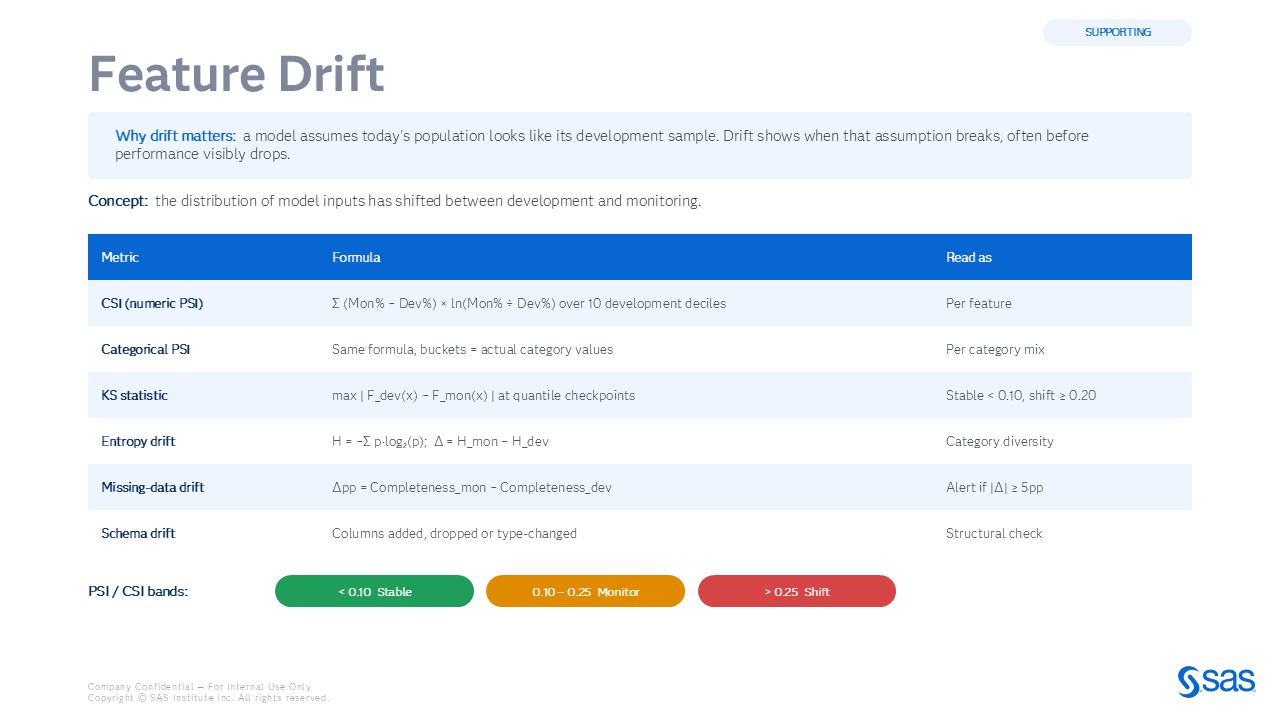 SUPPORTING
Feature Drift
Why drift matters: a model assumes today's population looks like its development sample. Drift shows when that assumption breaks, often before
performance visibly drops.
Concept: the distribution of model inputs has shifted between development and monitoring.
Metric Formula Read as
CSI (numeric PSI) Σ (Mon% − Dev%) × ln(Mon% ÷ Dev%) over 10 development deciles Per feature
Categorical PSI Same formula, buckets = actual category values Per category mix
KS statistic max | F_dev(x) − F_mon(x) | at quantile checkpoints Stable < 0.10, shift ≥ 0.20
Entropy drift H = −Σ p·log₂(p); Δ = H_mon − H_dev Category diversity
Missing-data drift Δpp = Completeness_mon − Completeness_dev Alert if |Δ| ≥ 5pp
Schema drift Columns added, dropped or type-changed Structural check
PSI / CSI bands: < 0.10 Stable 0.10 – 0.25 Monitor > 0.25 Shift
Company Confidential — For Internal Use Only
Copyright © SAS Institute Inc. All rights reserved.
sas